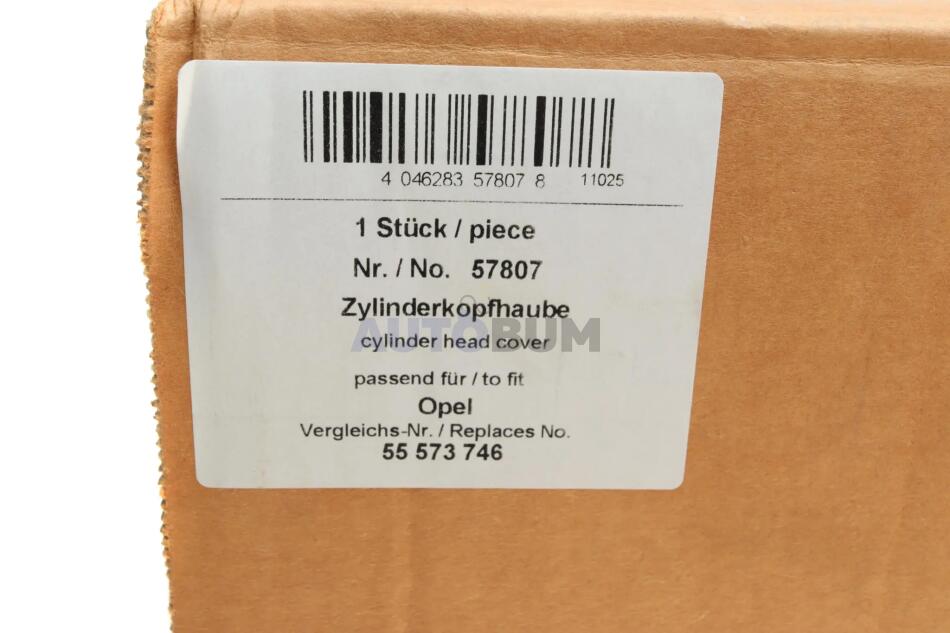 4 046283 57807 8 11025
1 Stück / piece
Nr. / No. 57807
Zylinderkopfhaube
AUTOBUM
cylinder head cover
passend für / to fit
Opel
Vergleichs-Nr. / Replaces No.
55 573 746